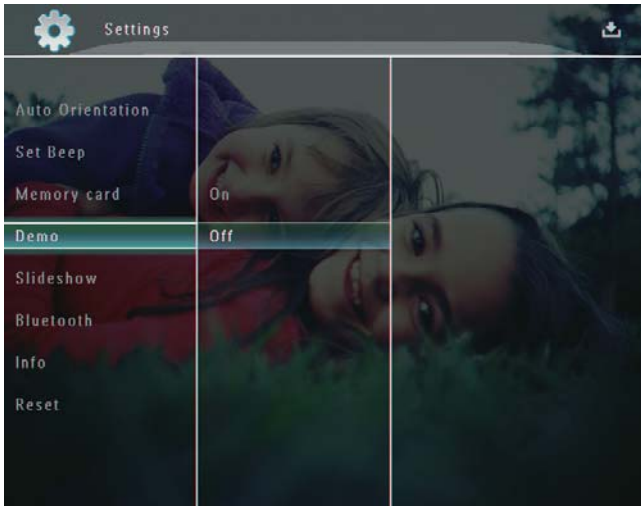 Settings
Auto Orientation
Set Beep
Memory card
On
Demo
Off
Slideshow
Bluetooth
Info
Reset